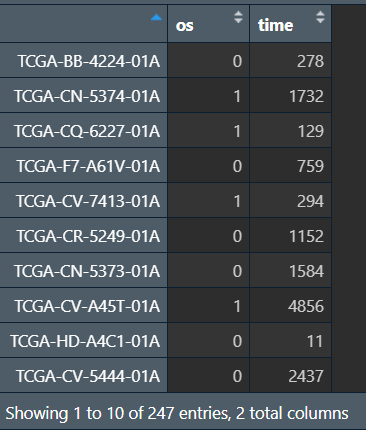 os time
TCGA-BB-4224-01A 0 278
TCGA-CN-5374-01A 1 1732
TCGA-CQ-6227-01A 1 129
TCGA-F7-A61V-01A 0 759
TCGA-CV-7413-01A 1 294
TCGA-CR-5249-01A 0 1152
TCGA-CN-5373-01A 0 1584
TCGA-CV-A45T-01A 1 4856
TCGA-HD-A4C1-01A 0 11
TCGA-CV-5444-01A 0 2437
Showing 1 to 10 of 247 entries, 2 total columns